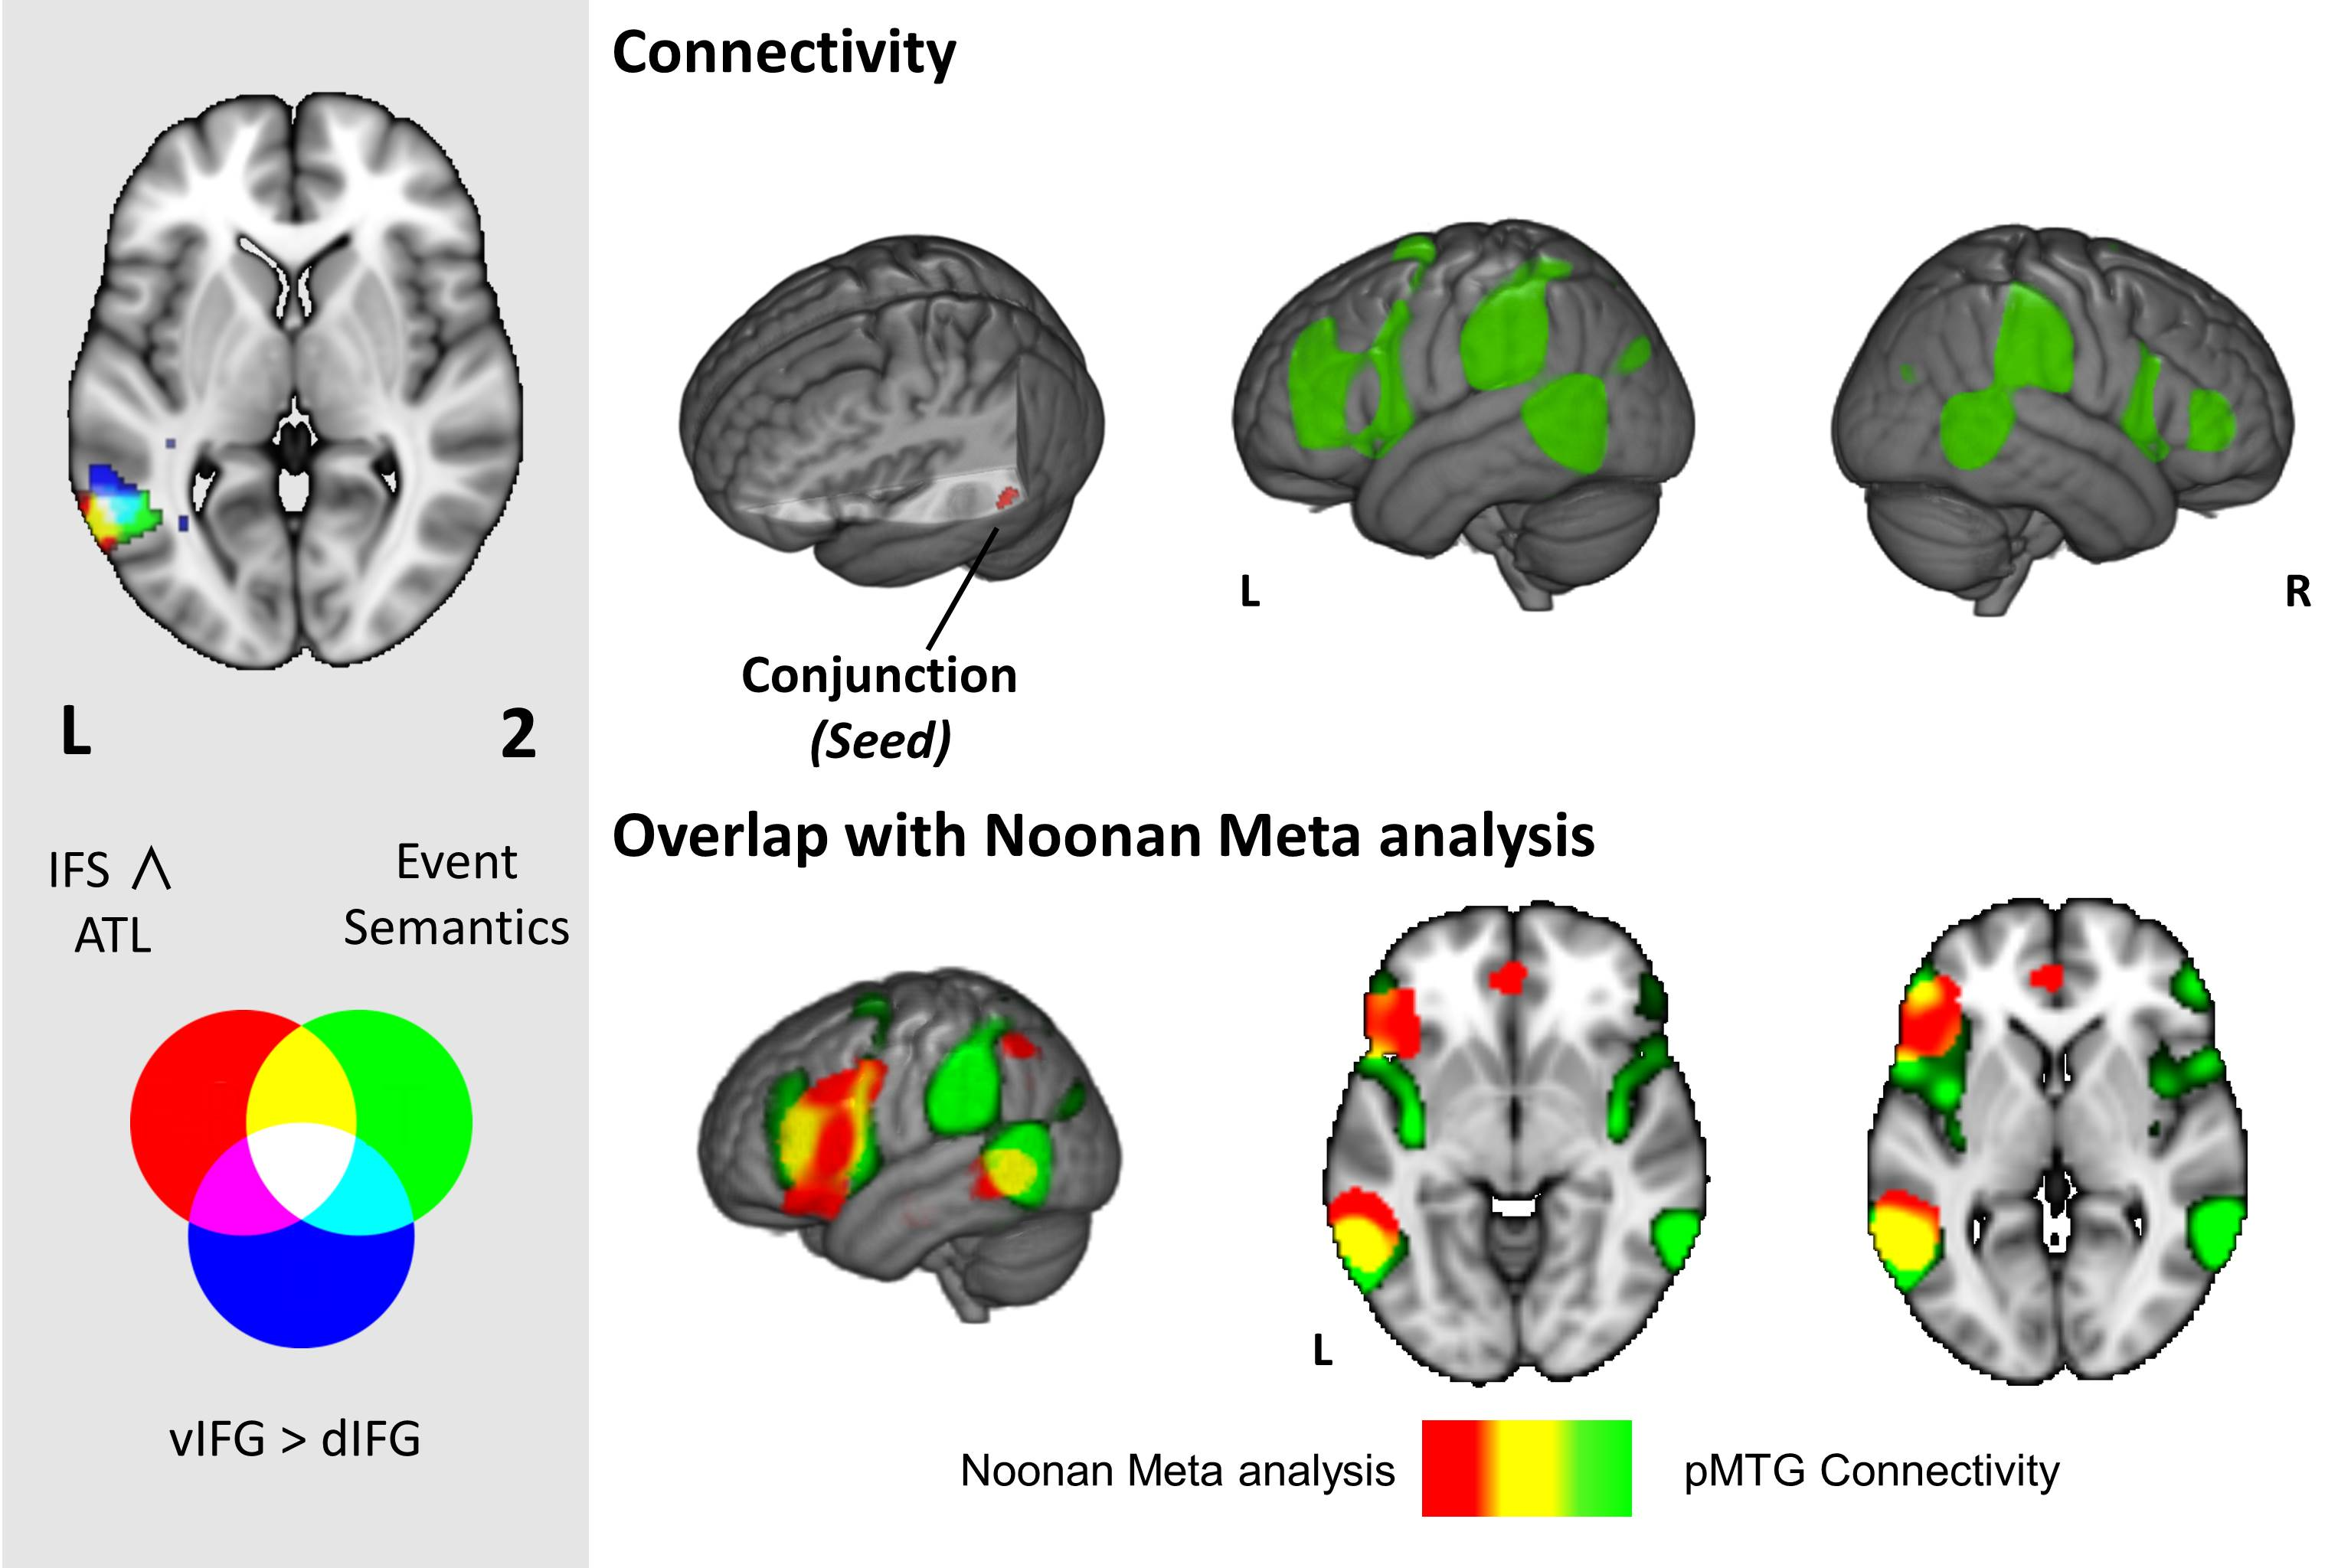 Connectivity
L
2
IFS ∧
ATL
Event
Semantics
vIFG > dIFG
Conjunction
(Seed)
L
R
Overlap with Noonan Meta analysis
L
Noonan Meta analysis
pMTG Connectivity